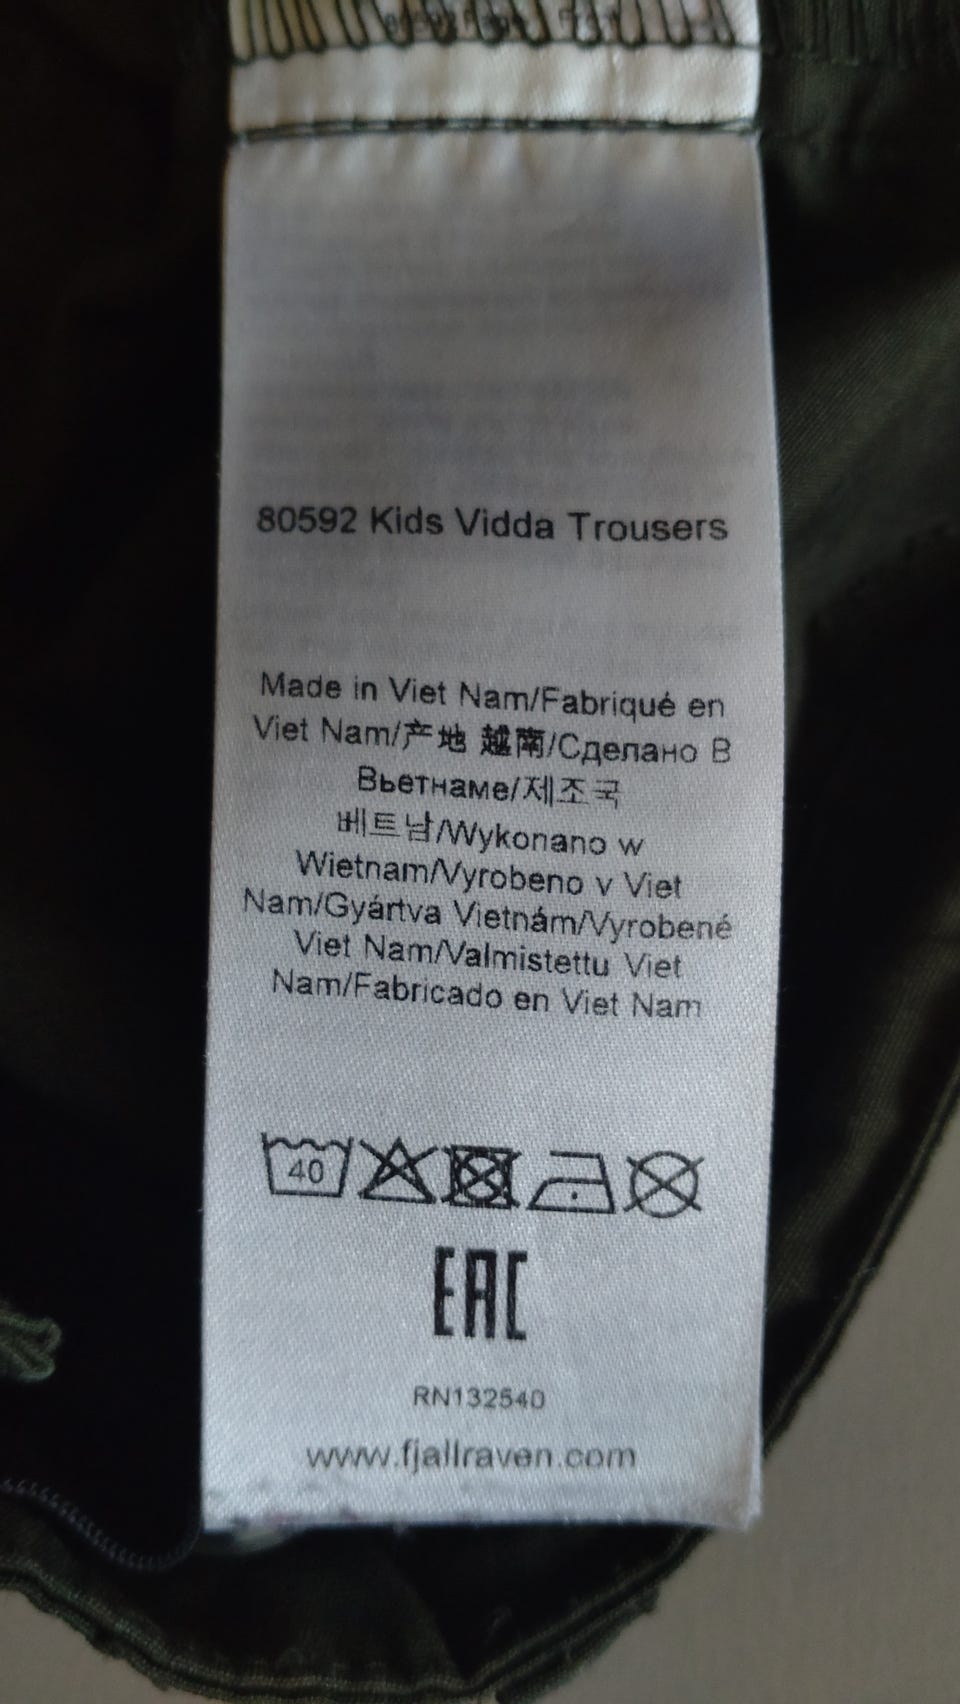 80592 Kids Vidda Trousers
Made in Viet Nam/Fabriqué en
Viet Nam/产地 越南/Сделано В
Вьетнаме/제조국
베트남/Wykonano w
Wietnam/Vyrobeno v Viet
Nam/Gyártva Vietnám/Vyrobené
Viet Nam/Valmistettu Viet
Nam/Fabricado en Viet Nam
40
EAC
RN132540
www.fjallraven.com